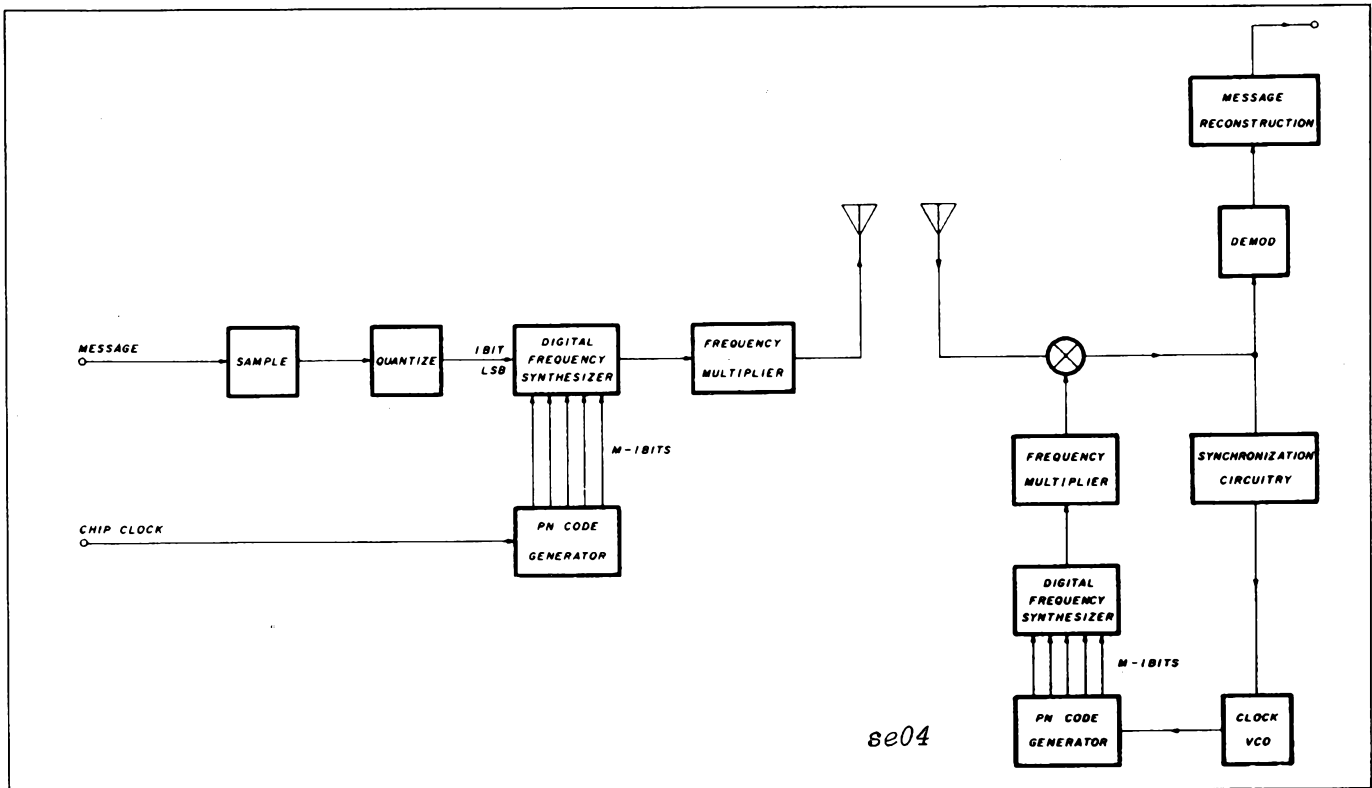 MESSAGE
SAMPLE
QUANTIZE
1 BIT
LSB
DIGITAL
FREQUENCY
SYNTHESIZER
FREQUENCY
MULTIPLIER
M-1 BITS
CHIP CLOCK
PN CODE
GENERATOR
MESSAGE
RECONSTRUCTION
DEMOD
FREQUENCY
MULTIPLIER
SYNCHRONIZATION
CIRCUITRY
DIGITAL
FREQUENCY
SYNTHESIZER
M-1 BITS
PN CODE
GENERATOR
CLOCK
VCO
se04